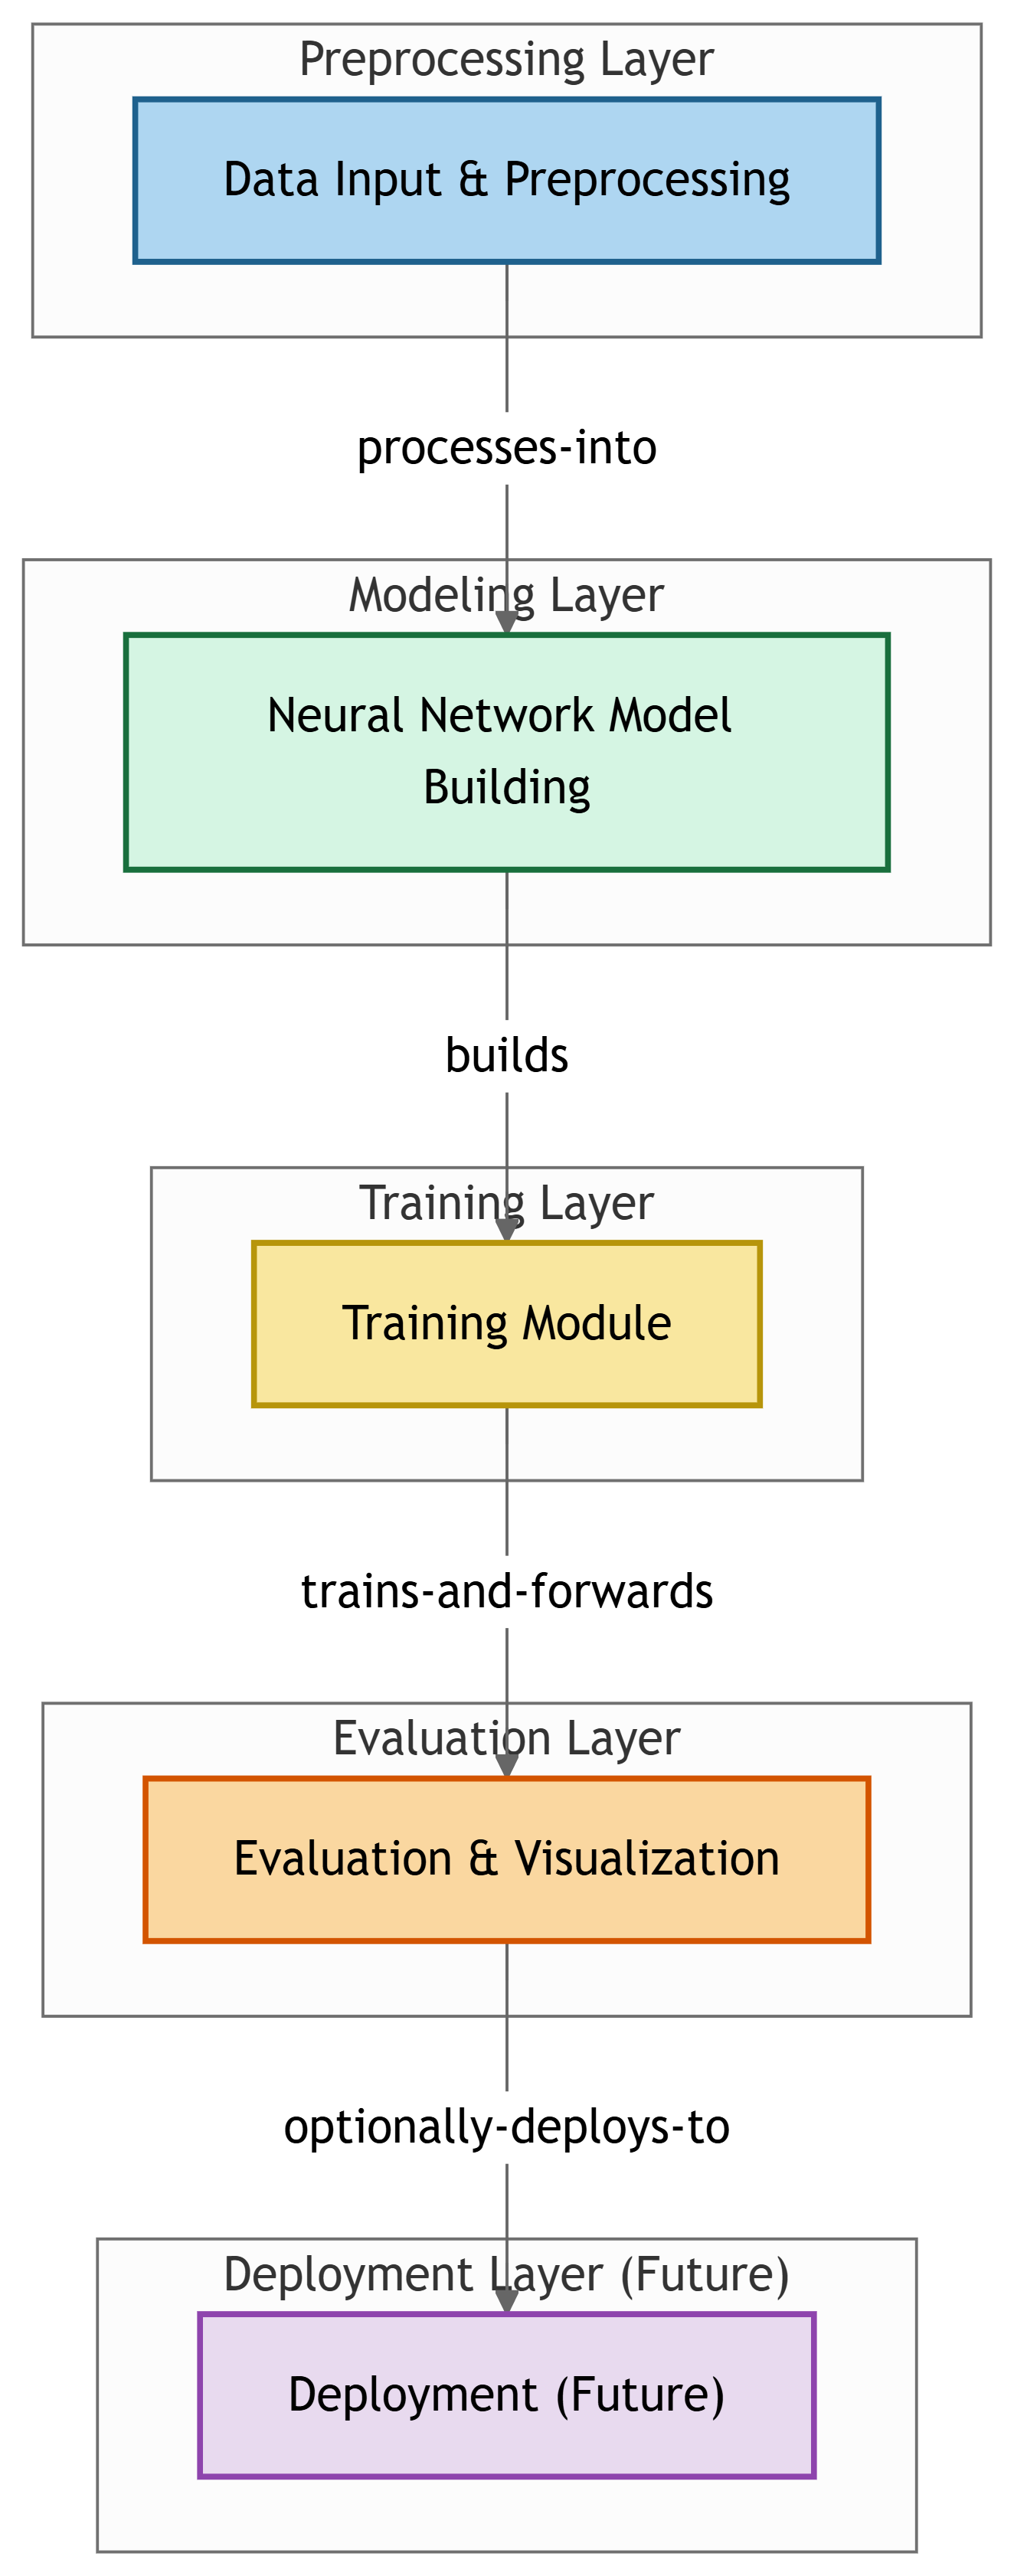 Preprocessing Layer
Data Input & Preprocessing
processes-into
Modeling Layer
Neural Network Model
Building
builds
Training Layer
Training Module
trains-and-forwards
Evaluation Layer
Evaluation & Visualization
optionally-deploys-to
Deployment Layer (Future)
Deployment (Future)